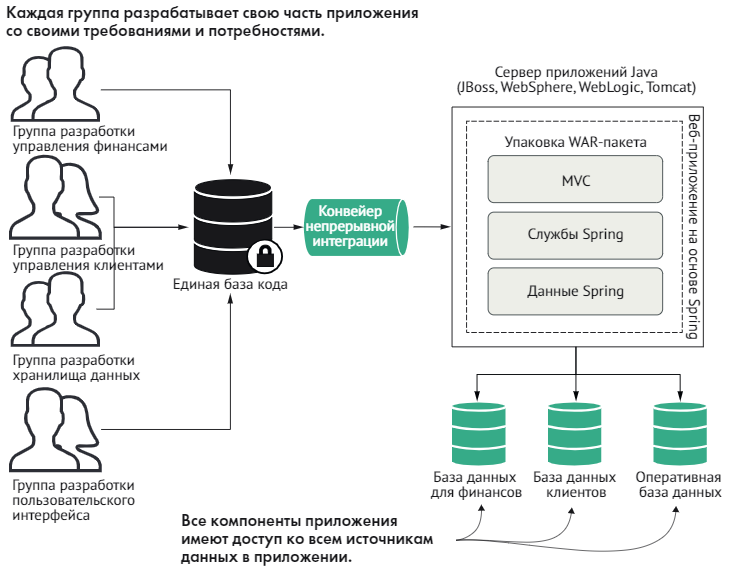 Каждая группа разрабатывает свою часть приложения
со своими требованиями и потребностями.
Группа разработки
управления финансами
Группа разработки
управления клиентами
Группа разработки
хранилища данных
Группа разработки
пользовательского
интерфейса
Единая база кода
Конвейер
непрерывной
интеграции
Сервер приложений Java
(JBoss, WebSphere, WebLogic, Tomcat)
Упаковка WAR-пакета
MVC
Службы Spring
Данные Spring
Веб-приложение на основе Spring
База данных
для финансов
База данных
клиентов
Оперативная
база данных
Все компоненты приложения
имеют доступ ко всем источникам
данных в приложении.